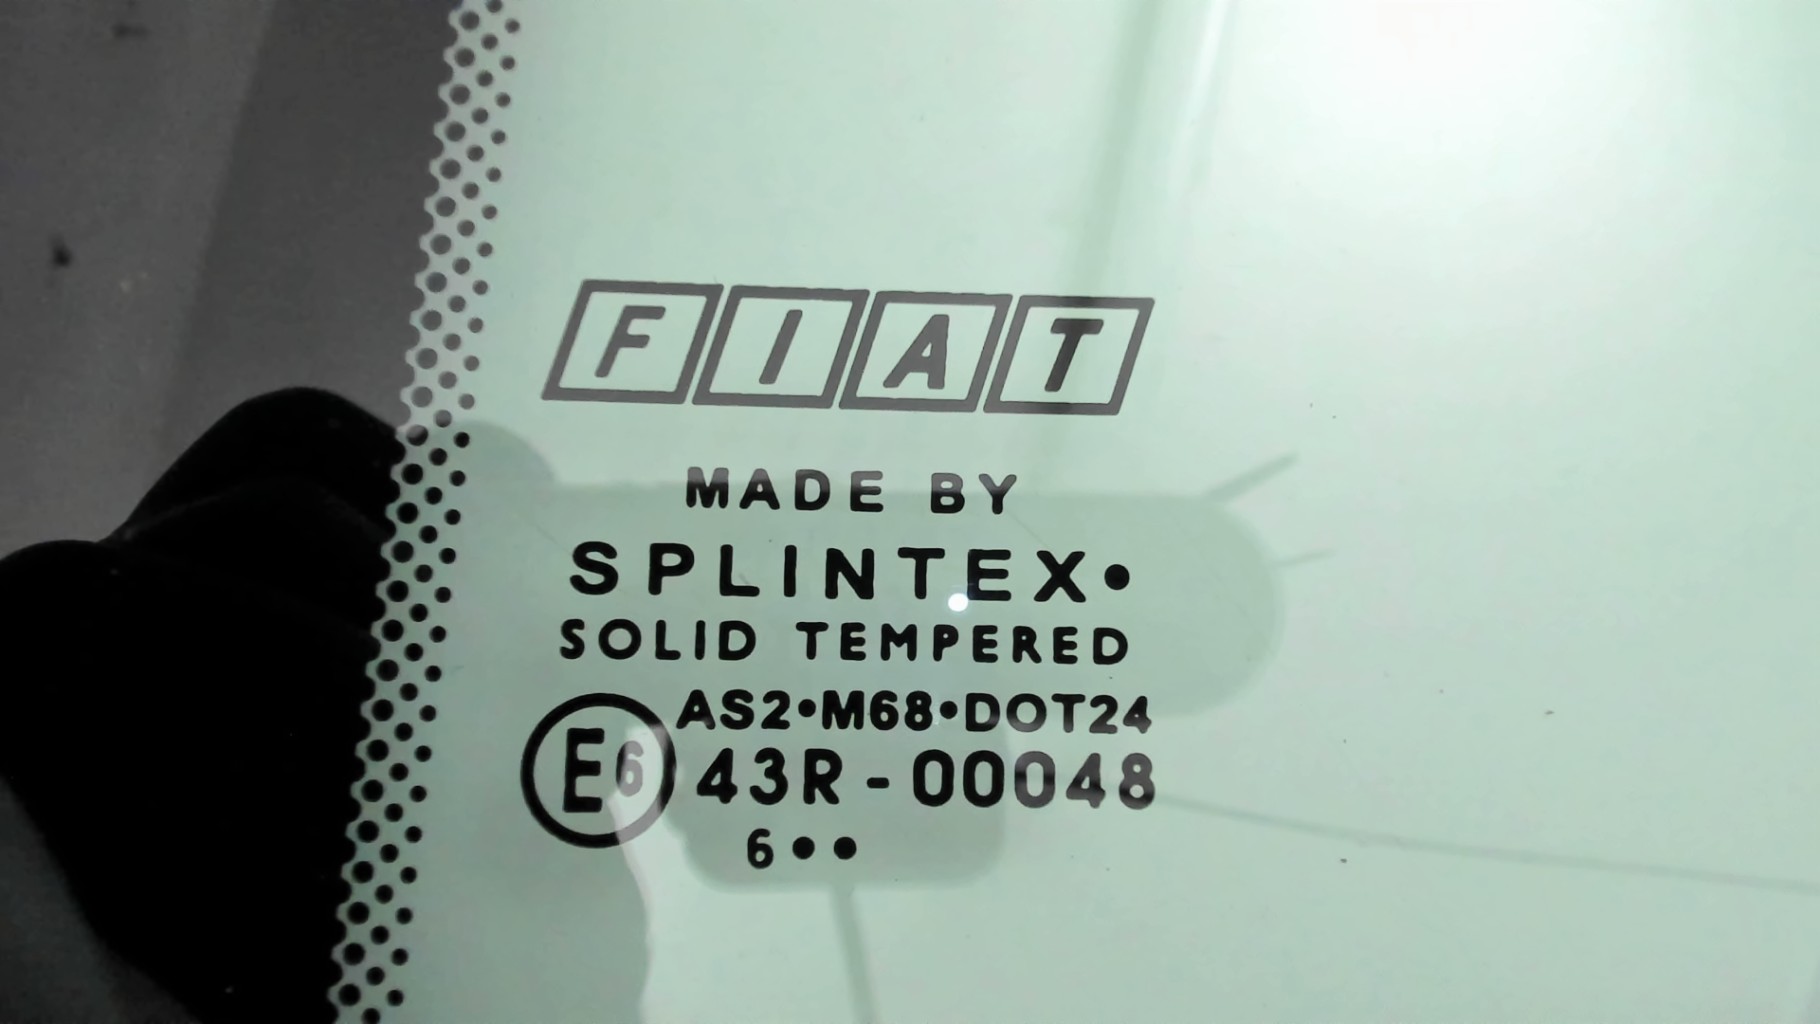 FIAT
MADE BY
SPLINTEX•
SOLID TEMPERED
AS2•M68•DOT24
E6 43R-00048
6••